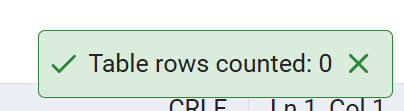 Table rows counted: 0
CRLF Ln 1, Col 1